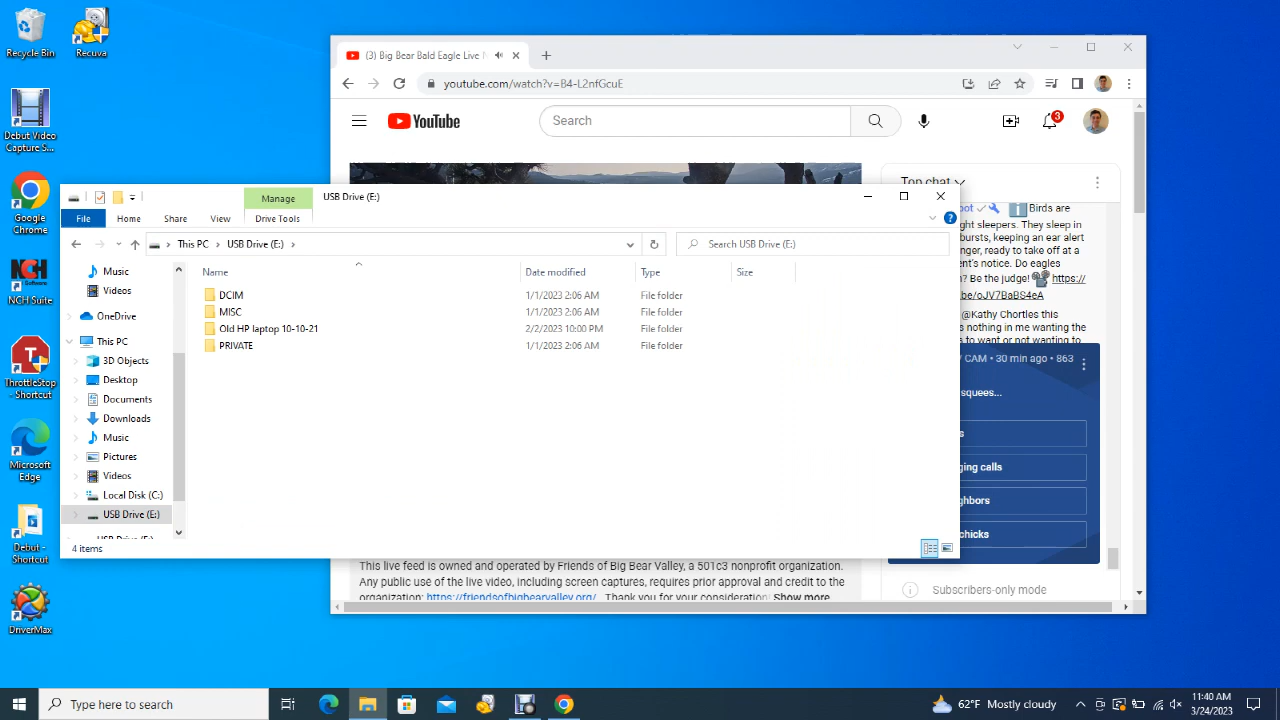 Recycle Bin
Recuva
Debut Video
Capture S...
Google
Chrome
NCH
NCH Suite
ThrottleStop
- Shortcut
Microsoft
Edge
Debut -
Shortcut
DriverMax
(3) Big Bear Bald Eagle Live
youtube.com/watch?v=B4-L2nfGcuE
YouTube
Search
3
Top chat
Birds are
ght sleepers. They sleep in
bursts, keeping an ear alert
nger, ready to take off at a
ent's notice. Do eagles
? Be the judge! https://
be/oJV7BaBS4eA
@Kathy Chortles this
s nothing in me wanting the
CAM • 30 min ago • 863
squees...
ging calls
ghbors
chicks
Subscribers-only mode
Manage
USB Drive (E:)
File
Home
Share
View
Drive Tools
This PC
USB Drive (E:)
Search USB Drive (E:)
Music
Videos
OneDrive
This PC
3D Objects
Desktop
Documents
Downloads
Music
Pictures
Videos
Local Disk (C:)
USB Drive (E:)
USB Drive (E:)
Name Date modified Type Size
DCIM 1/1/2023 2:06 AM File folder
MISC 1/1/2023 2:06 AM File folder
Old HP laptop 10-10-21 2/2/2023 10:00 PM File folder
PRIVATE 1/1/2023 2:06 AM File folder
4 items
This live feed is owned and operated by Friends of Big Bear Valley, a 501c3 nonprofit organization.
Any public use of the live video, including screen captures, requires prior approval and credit to the
organization: https://friendsofbigbearvalley.org/ . Thank you for your consideration! Show more
Type here to search
62°F Mostly cloudy
11:40 AM
3/24/2023